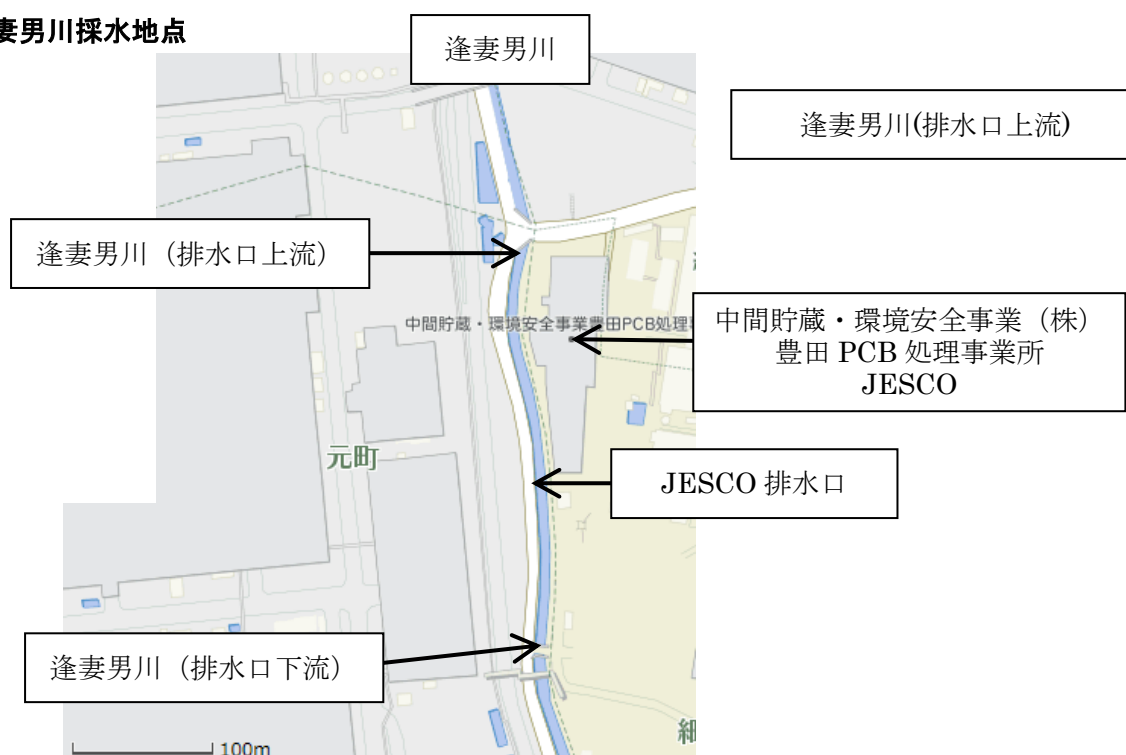 妻男川採水地点
逢妻男川
逢妻男川(排水口上流)
逢妻男川（排水口上流）
中間貯蔵・環境安全事業豊田PCB処理事
中間貯蔵・環境安全事業（株）
豊田 PCB 処理事業所
JESCO
元町
JESCO 排水口
逢妻男川（排水口下流）
細
100m